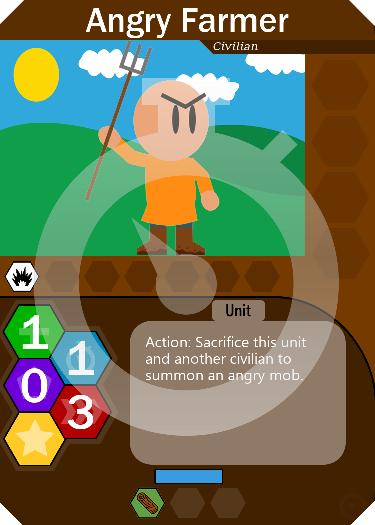 Angry Farmer
Civilian
1
1
0
3
Unit
Action: Sacrifice this unit
and another civilian to
summon an angry mob.